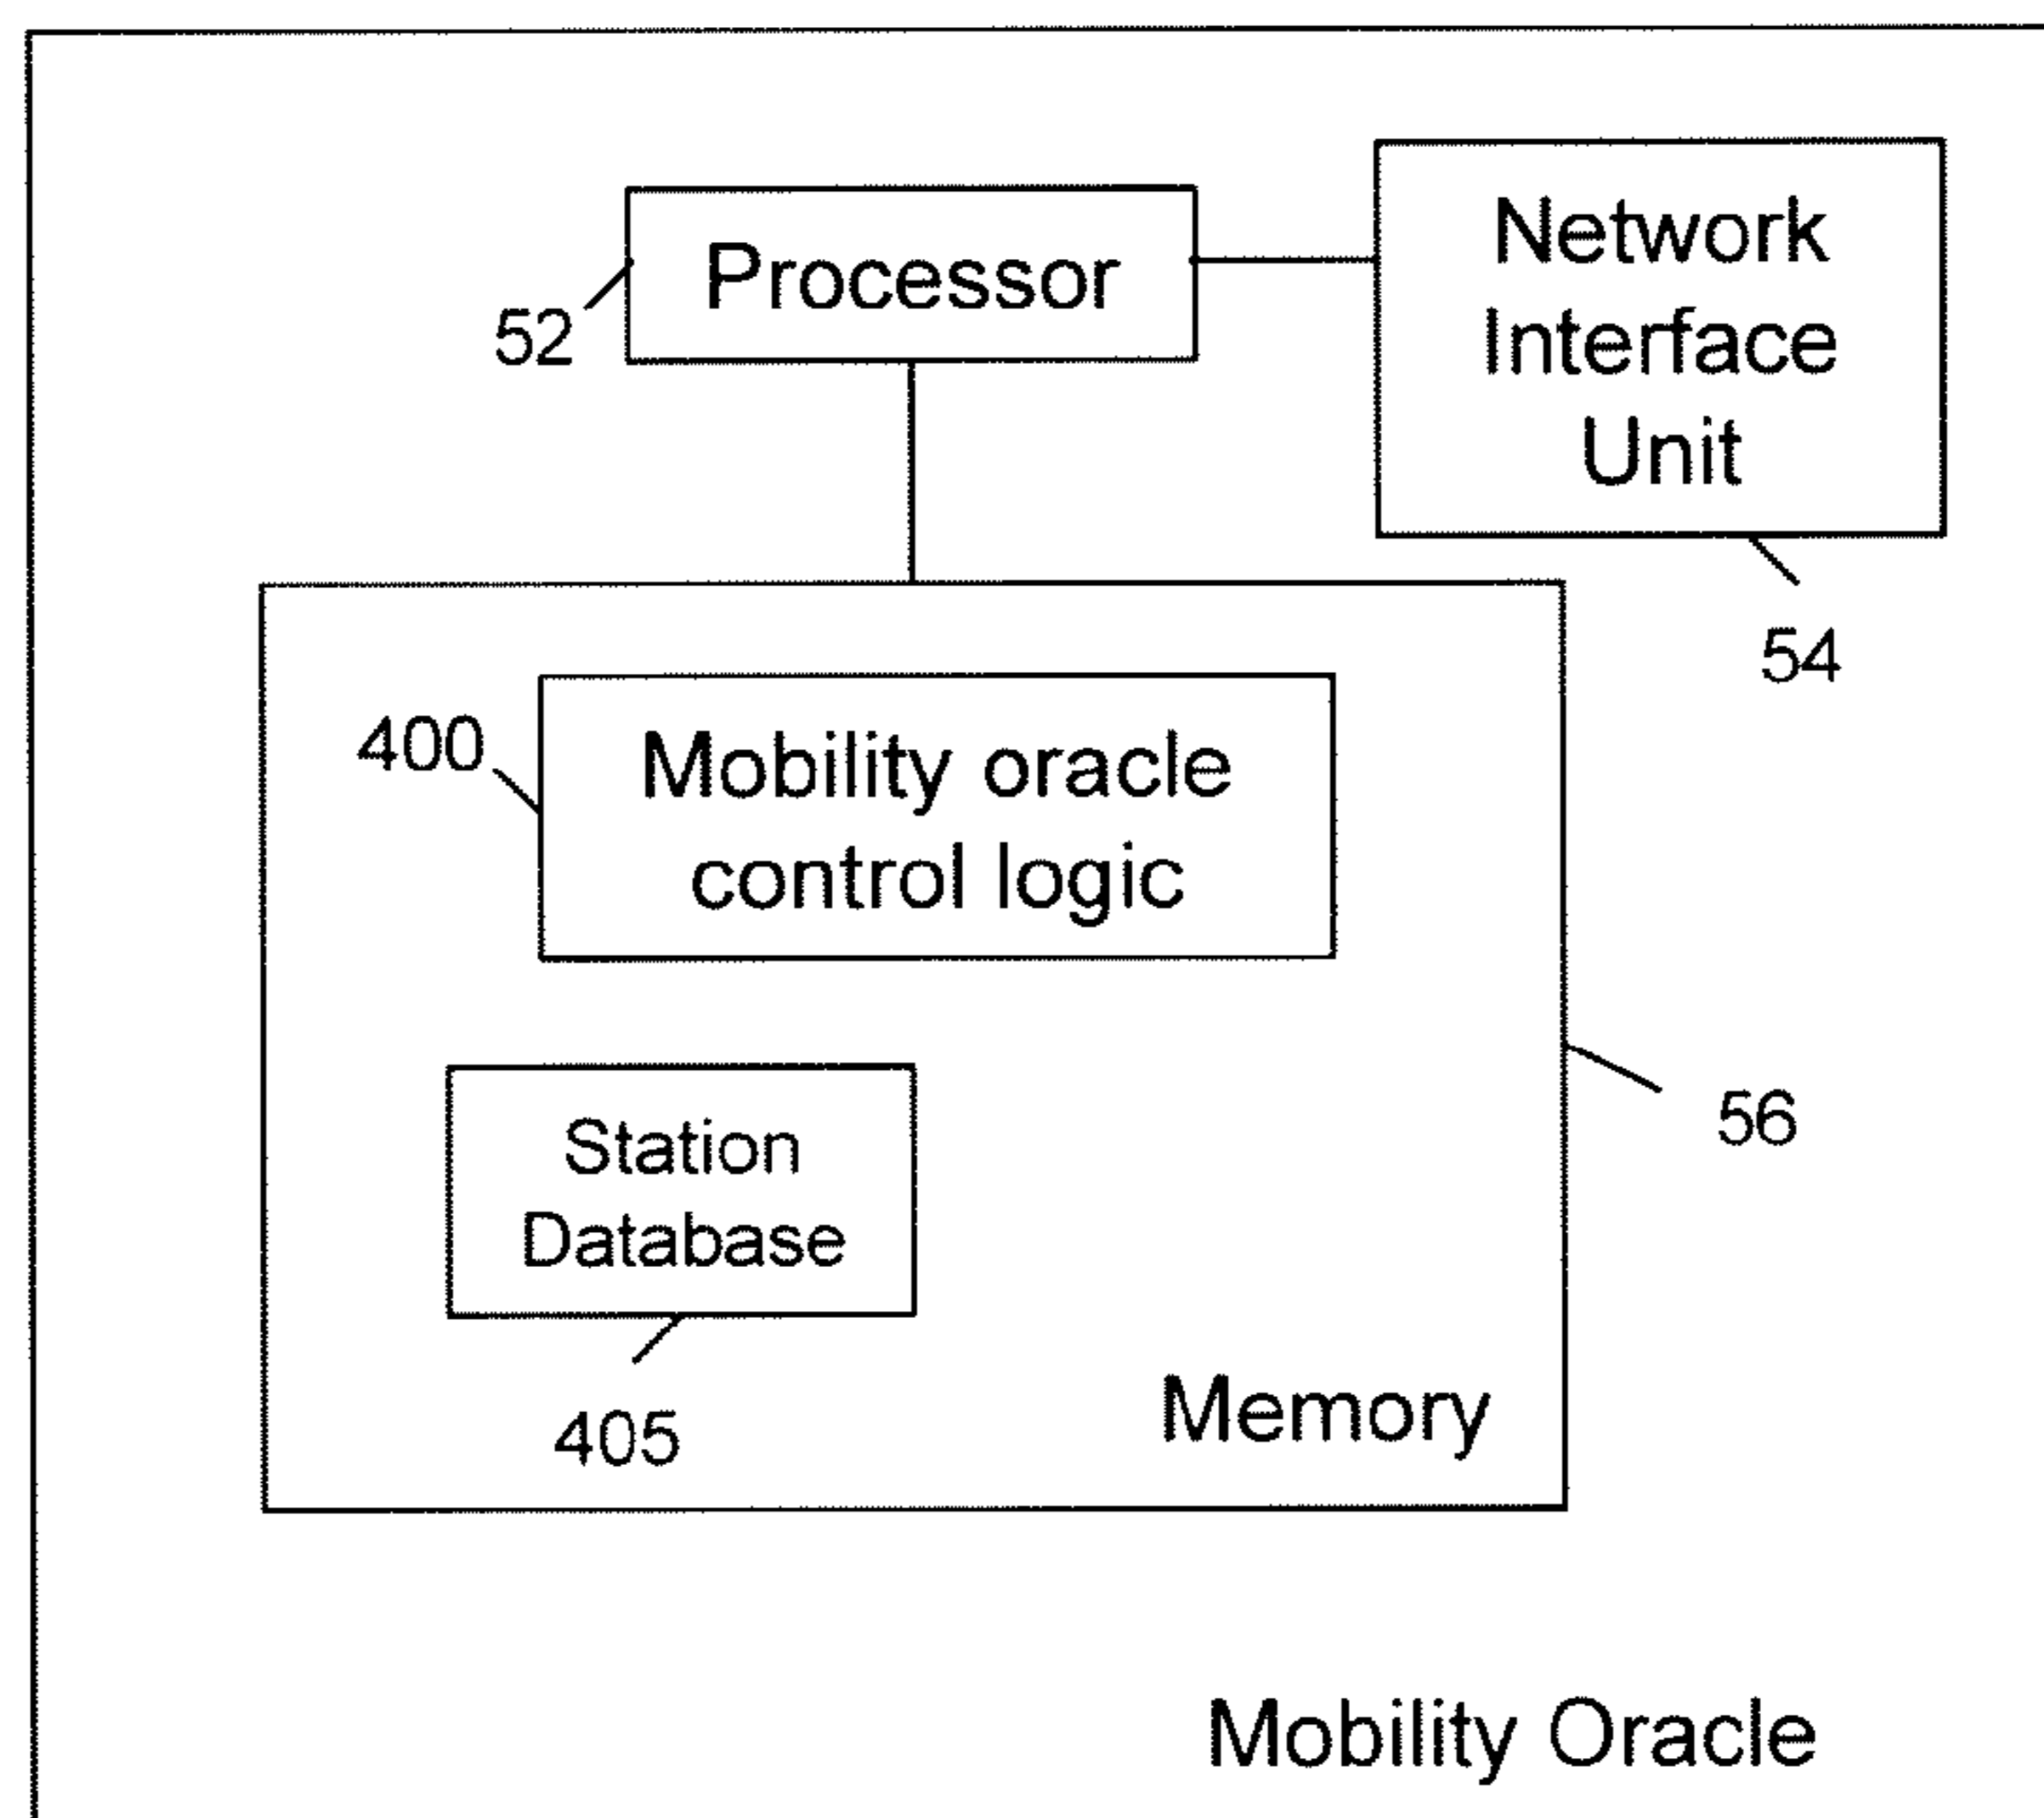 Processor
52
Network
Interface
Unit
54
400
Mobility oracle
control logic
56
Station
Database
405
Memory
Mobility Oracle